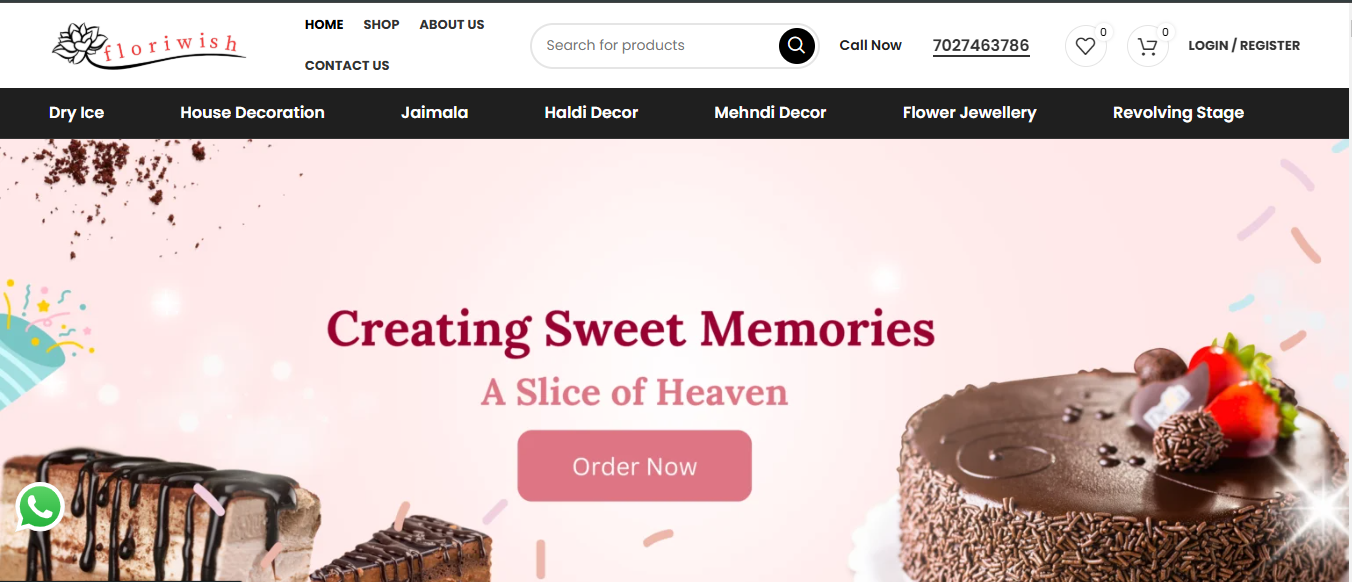 floriwish
HOME SHOP ABOUT US
CONTACT US
Search for products
Call Now 7027463786
0
0
LOGIN / REGISTER
Dry Ice House Decoration Jaimala Haldi Decor Mehndi Decor Flower Jewellery Revolving Stage
Creating Sweet Memories
A Slice of Heaven
Order Now